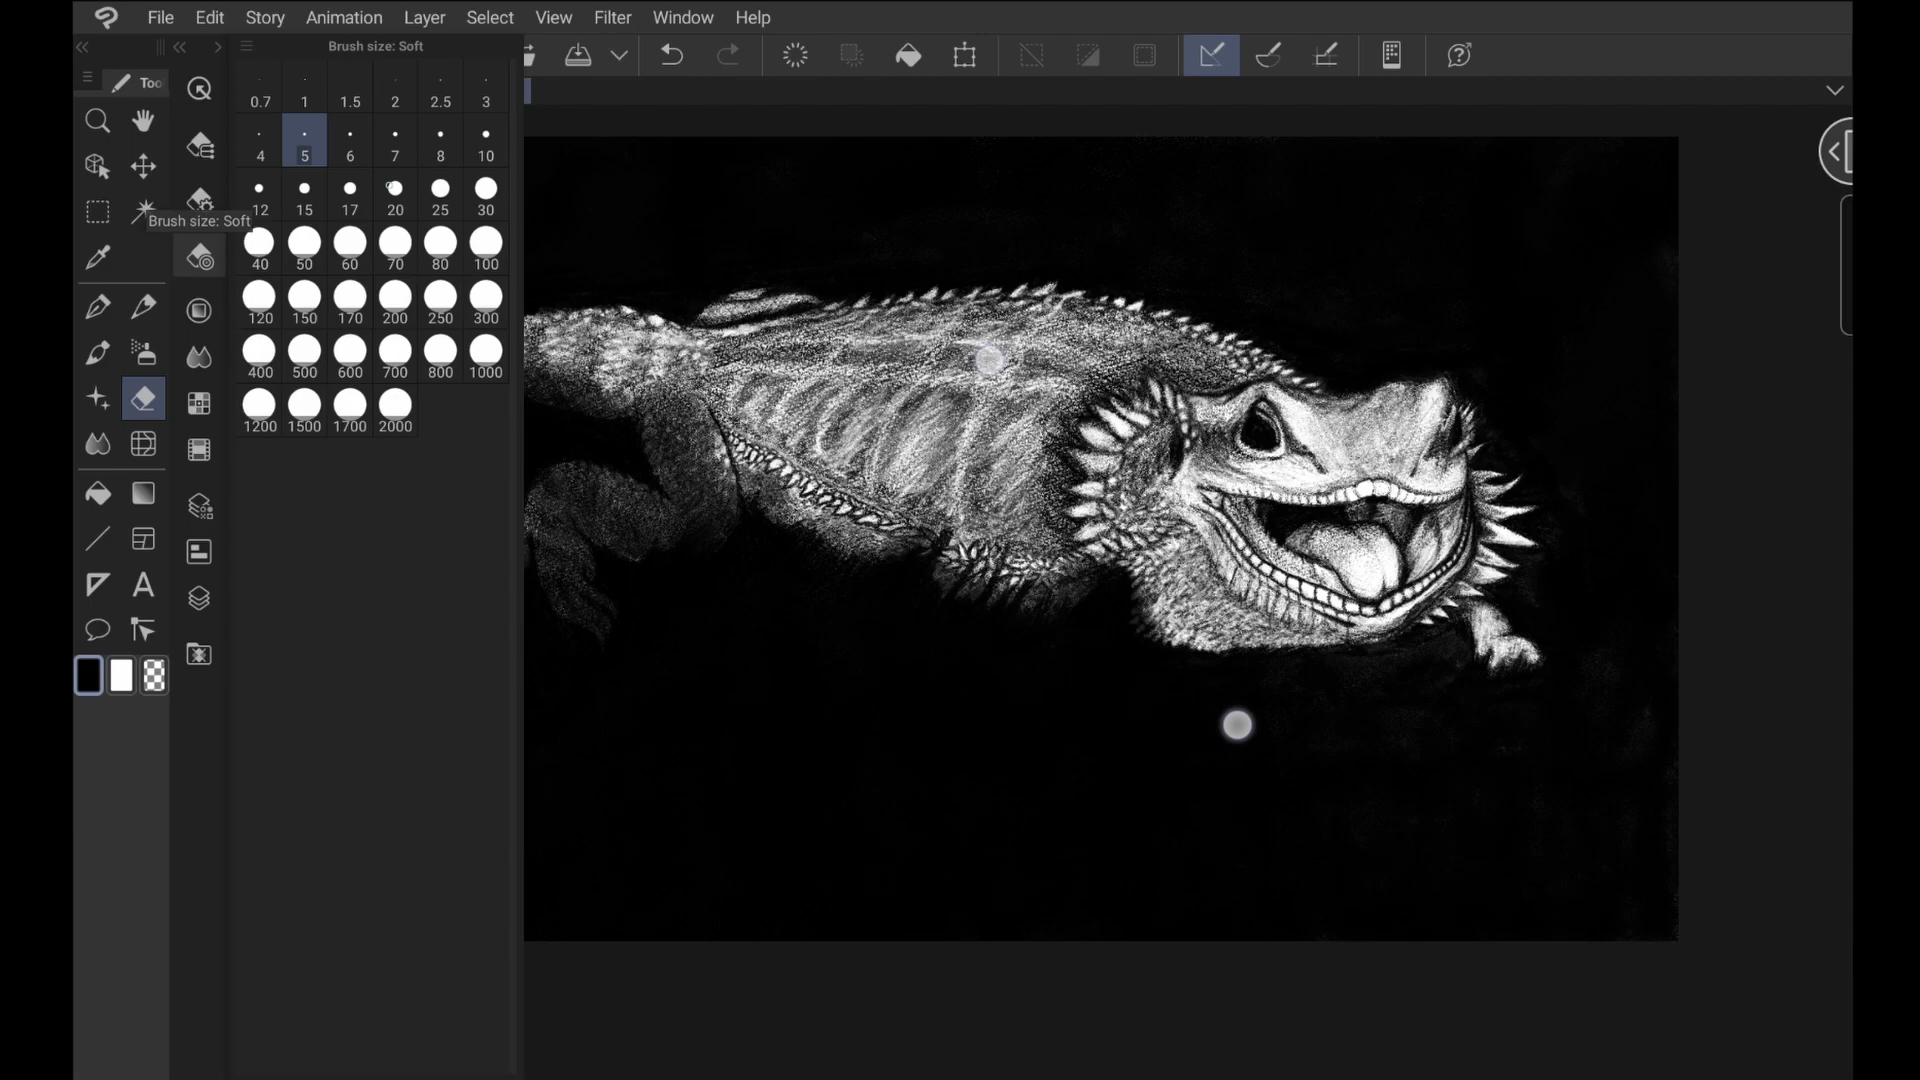 File Edit Story Animation Layer Select View Filter Window Help
Brush size: Soft
Too
0.7 1 1.5 2 2.5 3
4 5 6 7 8 10
12 15 17 20 25 30
Brush size: Soft
40 50 60 70 80 100
120 150 170 200 250 300
400 500 600 700 800 1000
1200 1500 1700 2000
A